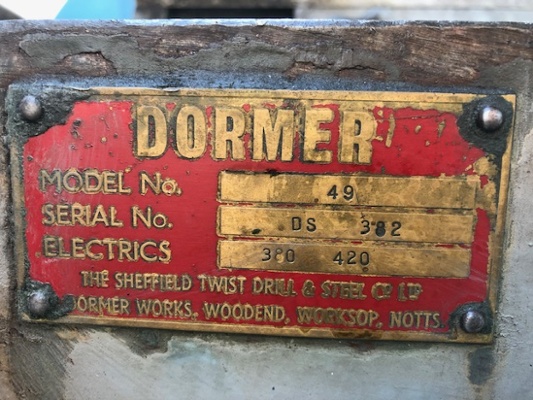 DORMER
MODEL No. 49
SERIAL No. DS 382
ELECTRICS 380 420
THE SHEFFIELD TWIST DRILL & STEEL CO LTD
DORMER WORKS, WOODEND, WORKSOP, NOTTS.